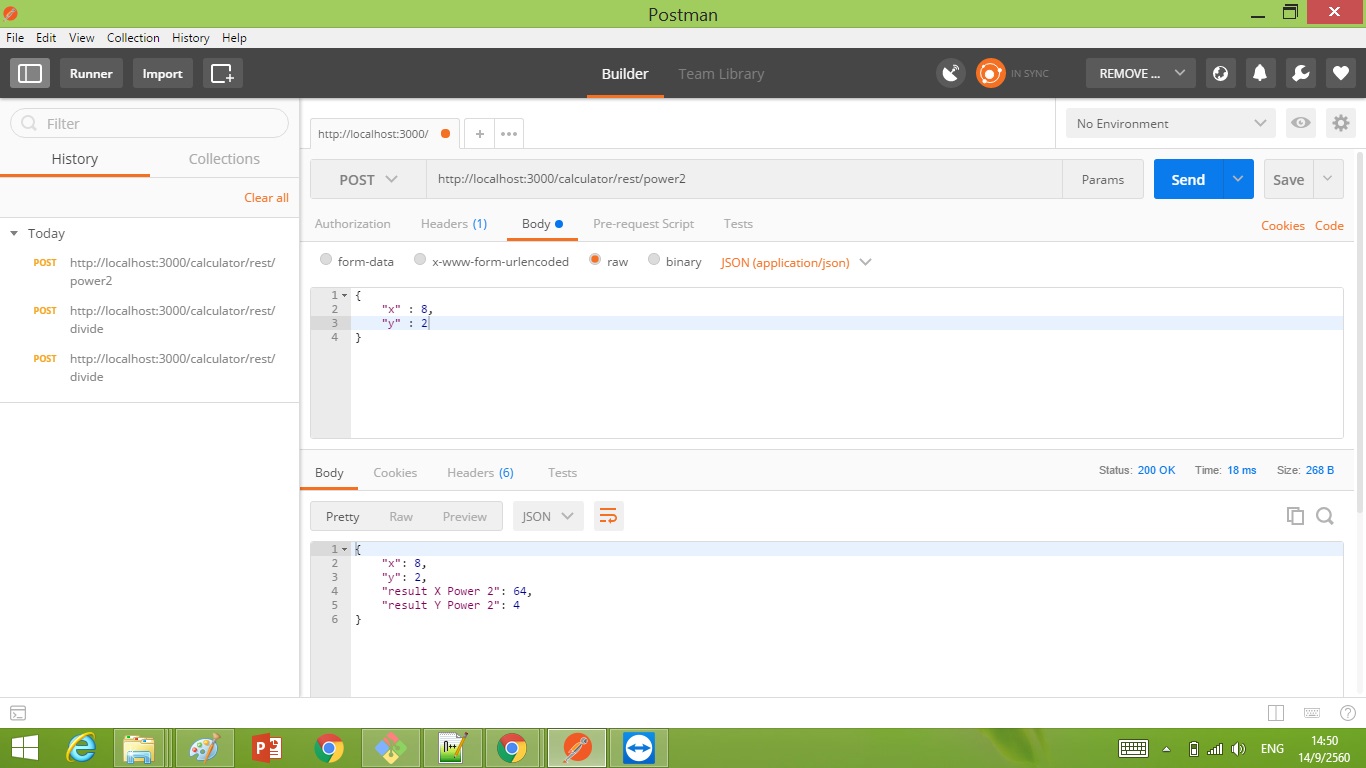 Postman
File Edit View Collection History Help
Runner Import Builder Team Library IN SYNC REMOVE ...
Filter
History Collections
Clear all
Today
POST http://localhost:3000/calculator/rest/
power2
POST http://localhost:3000/calculator/rest/
divide
POST http://localhost:3000/calculator/rest/
divide
http://localhost:3000/ + •••
No Environment
POST http://localhost:3000/calculator/rest/power2 Params Send Save
Authorization Headers (1) Body Pre-request Script Tests Cookies Code
form-data x-www-form-urlencoded raw binary JSON (application/json)
1 {
2 "x" : 8,
3 "y" : 2
4 }
Body Cookies Headers (6) Tests Status: 200 OK Time: 18 ms Size: 268 B
Pretty Raw Preview JSON
1 {
2 "x": 8,
3 "y": 2,
4 "result X Power 2": 64,
5 "result Y Power 2": 4
6 }
ENG 14:50
14/9/2560